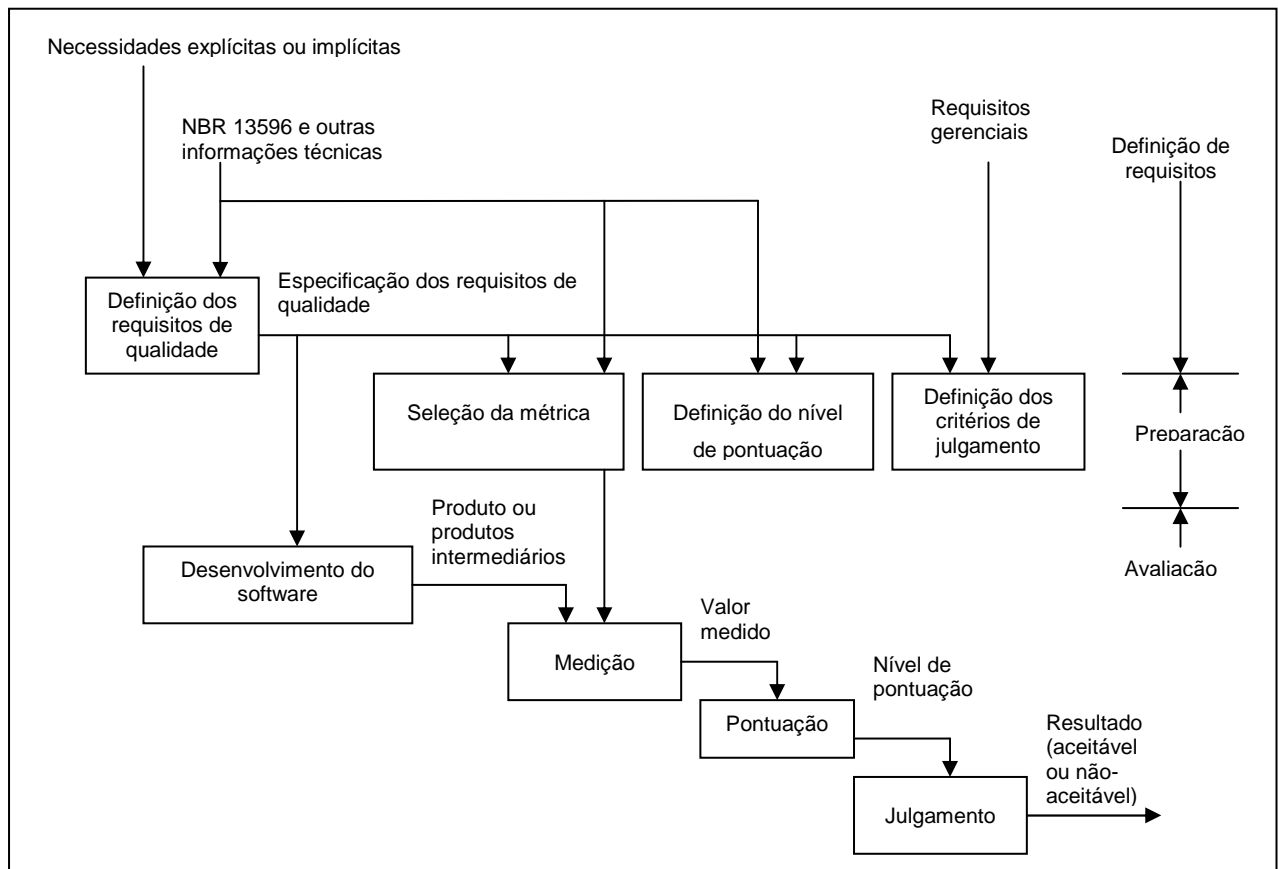 Necessidades explícitas ou implícitas
NBR 13596 e outras
informações técnicas
Requisitos
gerenciais
Definição de
requisitos
Especificação dos requisitos de
qualidade
Definição dos
requisitos de
qualidade
Seleção da métrica
Definição do nível
de pontuação
Definição dos
critérios de
julgamento
Preparação
Produto ou
produtos
intermediários
Desenvolvimento do
software
Avaliação
Valor
medido
Medição
Nível de
pontuação
Pontuação
Resultado
(aceitável
ou não-
aceitável)
Julgamento